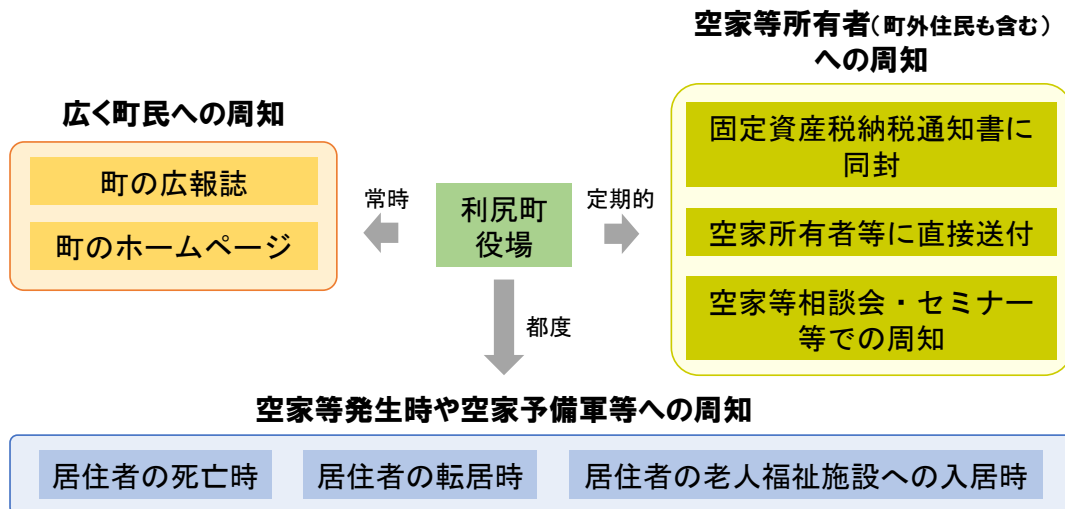 広く町民への周知
町の広報誌
町のホームページ
常時
利尻町
役場
定期的
都度
空家等所有者(町外住民も含む)
への周知
固定資産税納税通知書に
同封
空家所有者等に直接送付
空家等相談会・セミナー
等での周知
空家等発生時や空家予備軍等への周知
居住者の死亡時
居住者の転居時
居住者の老人福祉施設への入居時